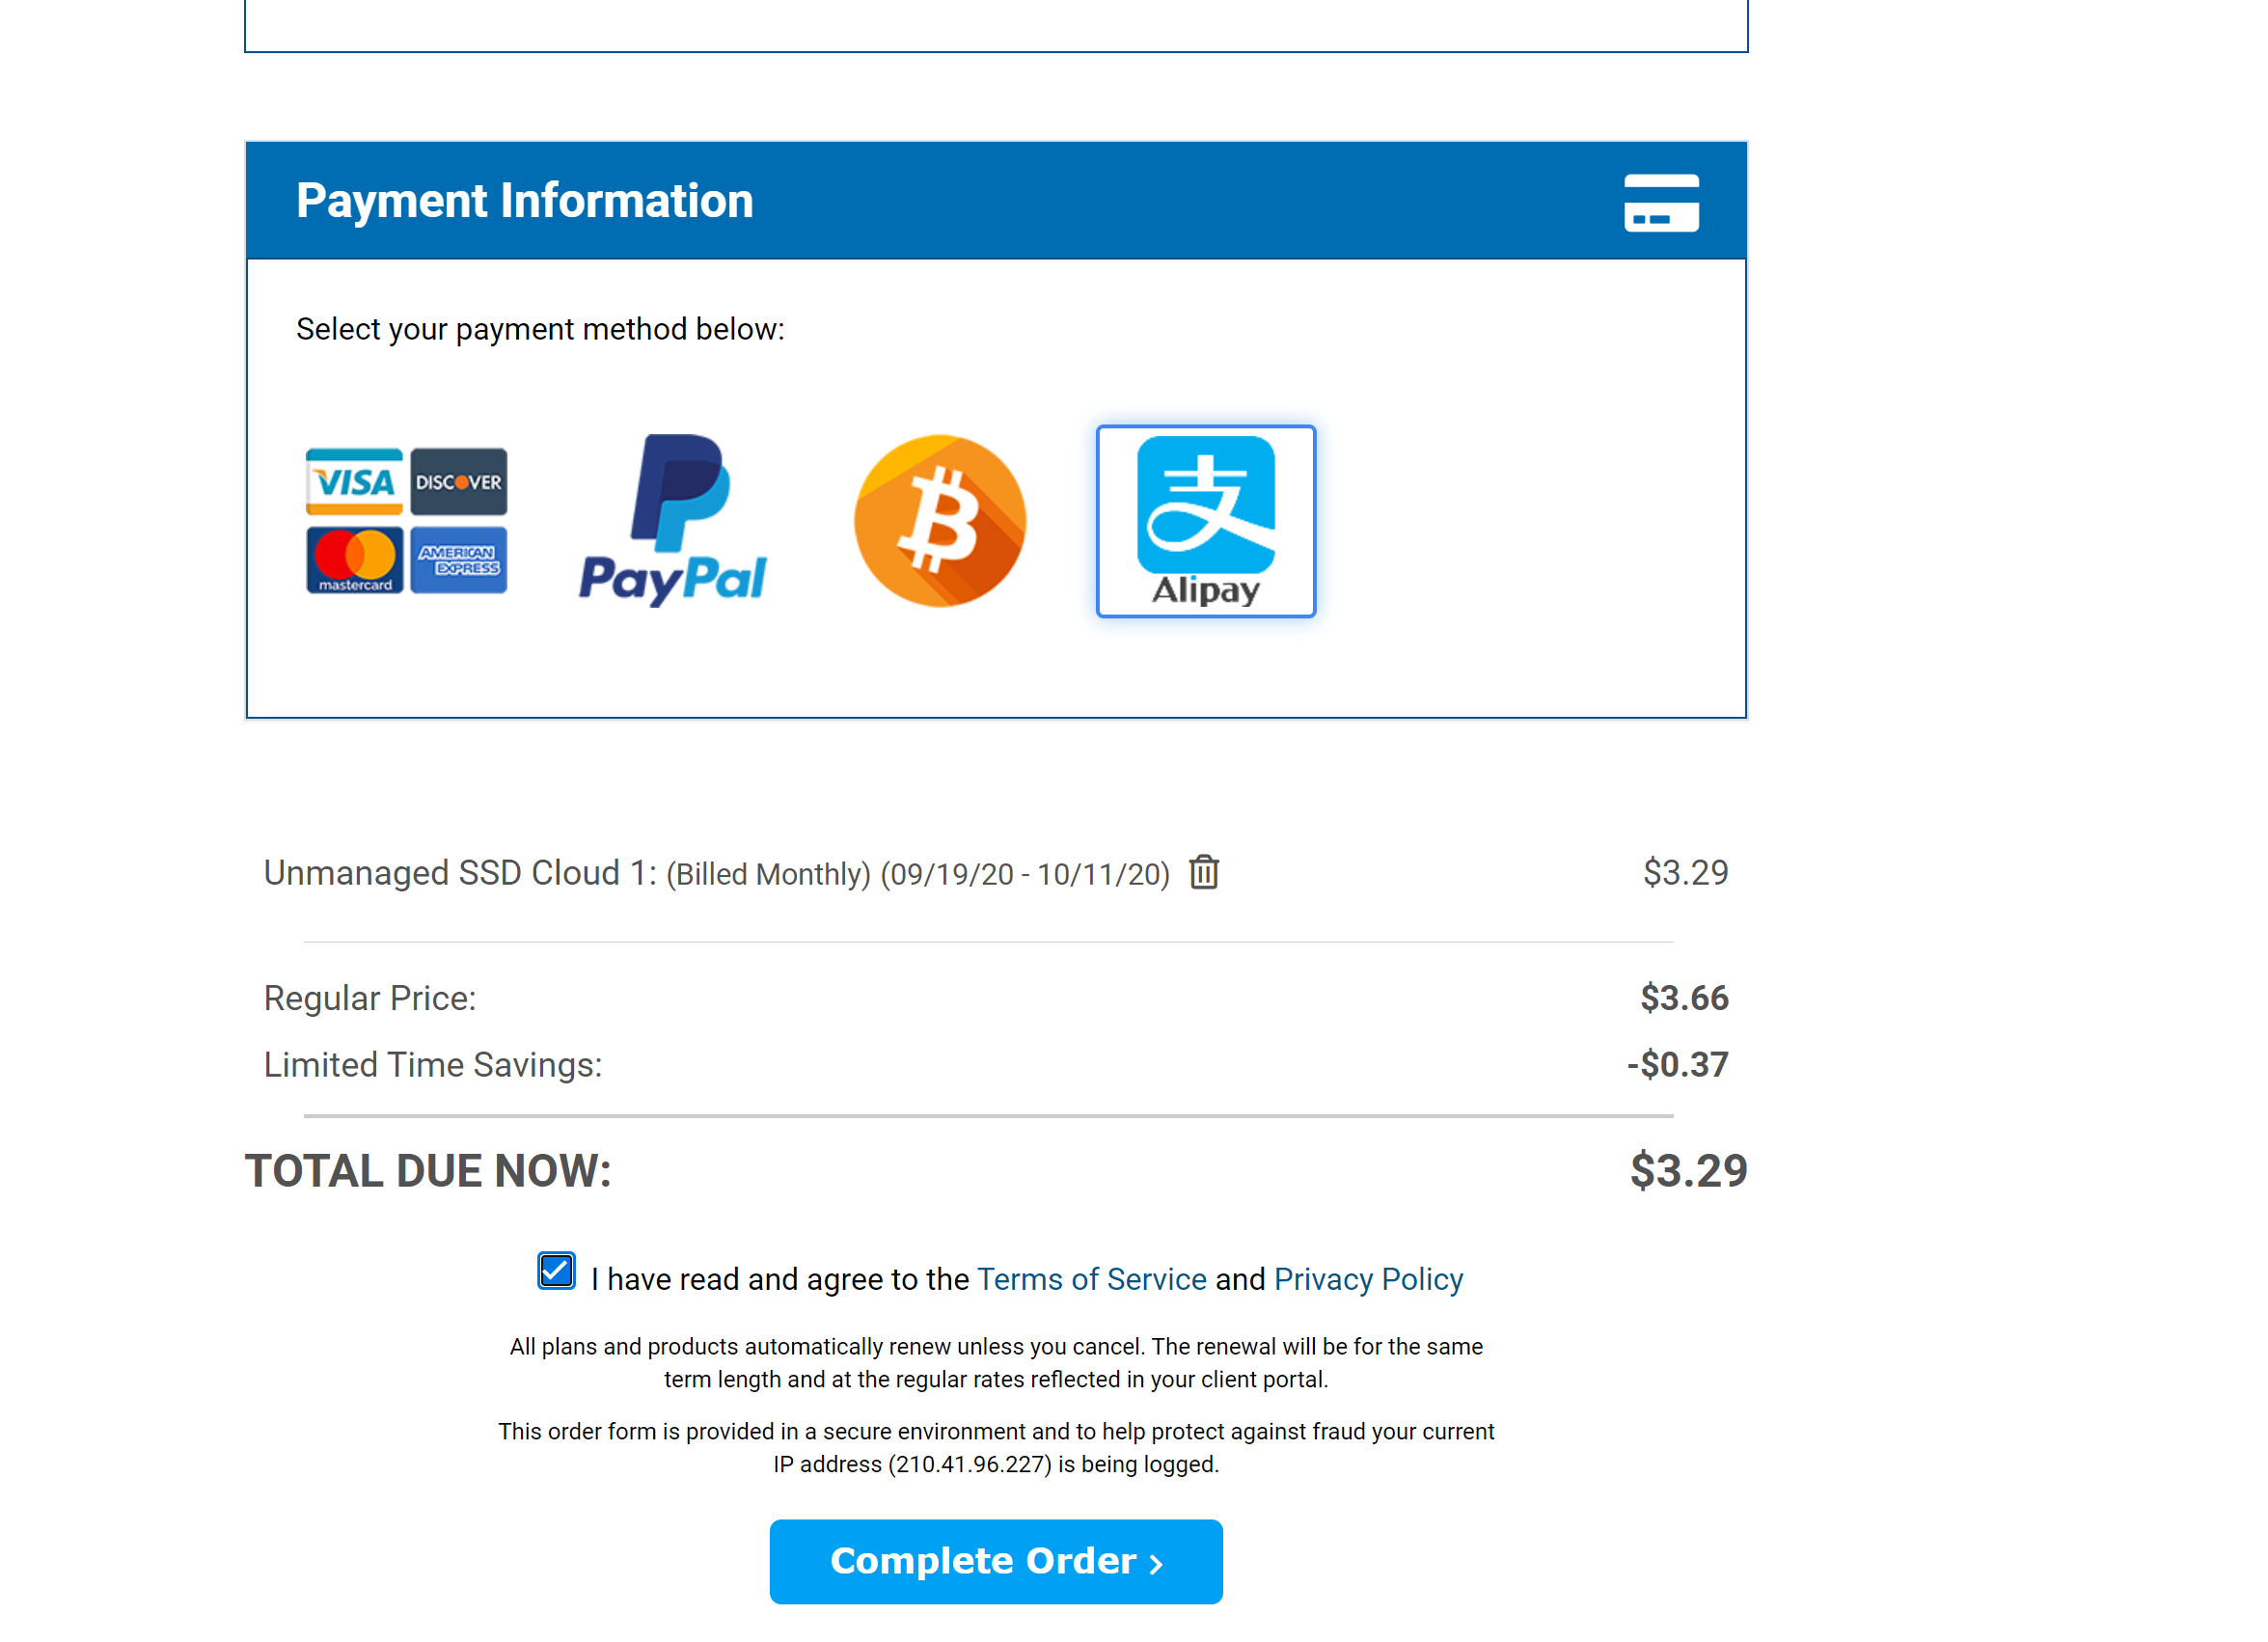 Payment Information
Select your payment method below:
VISA DISCOVER
mastercard AMERICAN EXPRESS
PayPal
支
Alipay
Unmanaged SSD Cloud 1: (Billed Monthly) (09/19/20 - 10/11/20) $3.29
Regular Price: $3.66
Limited Time Savings: -$0.37
TOTAL DUE NOW: $3.29
I have read and agree to the Terms of Service and Privacy Policy
All plans and products automatically renew unless you cancel. The renewal will be for the same
term length and at the regular rates reflected in your client portal.
This order form is provided in a secure environment and to help protect against fraud your current
IP address (210.41.96.227) is being logged.
Complete Order ›